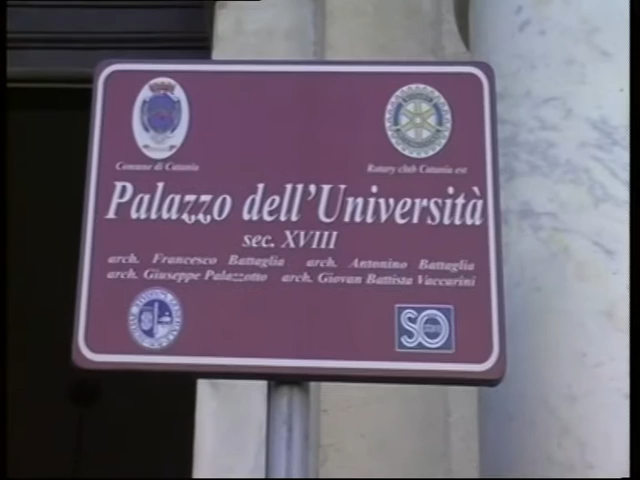 Comune di Catania
Rotary club Catania est
Palazzo dell'Università
sec. XVIII
arch. Francesco Battaglia arch. Antonino Battaglia
arch. Giuseppe Palazzotto arch. Giovan Battista Vaccarini
SO